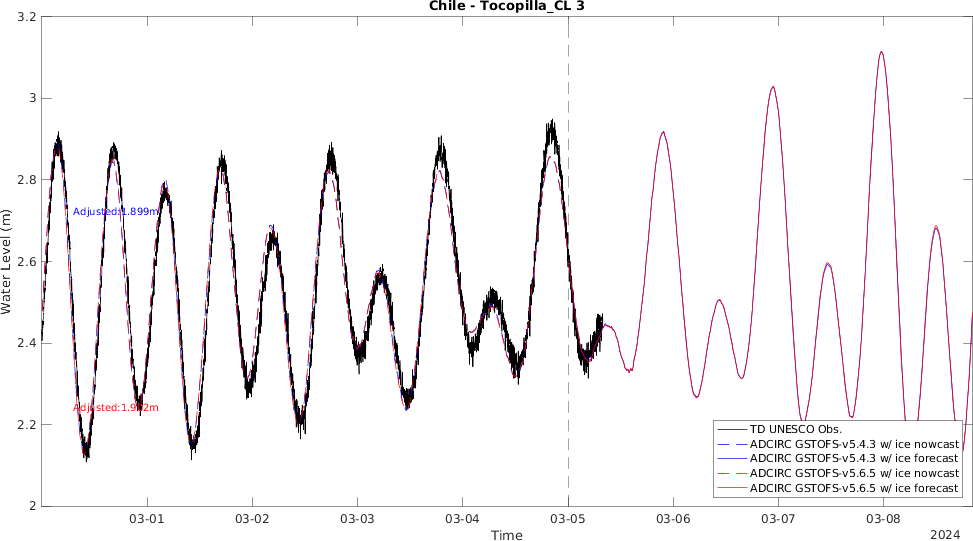 Chile - Tocopilla_CL 3
Water Level (m)
3.2
3
2.8
2.6
2.4
2.2
2
Adjusted:1.899m
03-01
03-02
03-03
03-04
03-05
03-06
03-07
03-08
Time
2024
TD UNESCO Obs.
ADCIRC GSTOFS-v5.4.3 w/ ice nowcast
ADCIRC GSTOFS-v5.4.3 w/ ice forecast
ADCIRC GSTOFS-v5.6.5 w/ ice nowcast
ADCIRC GSTOFS-v5.6.5 w/ ice forecast